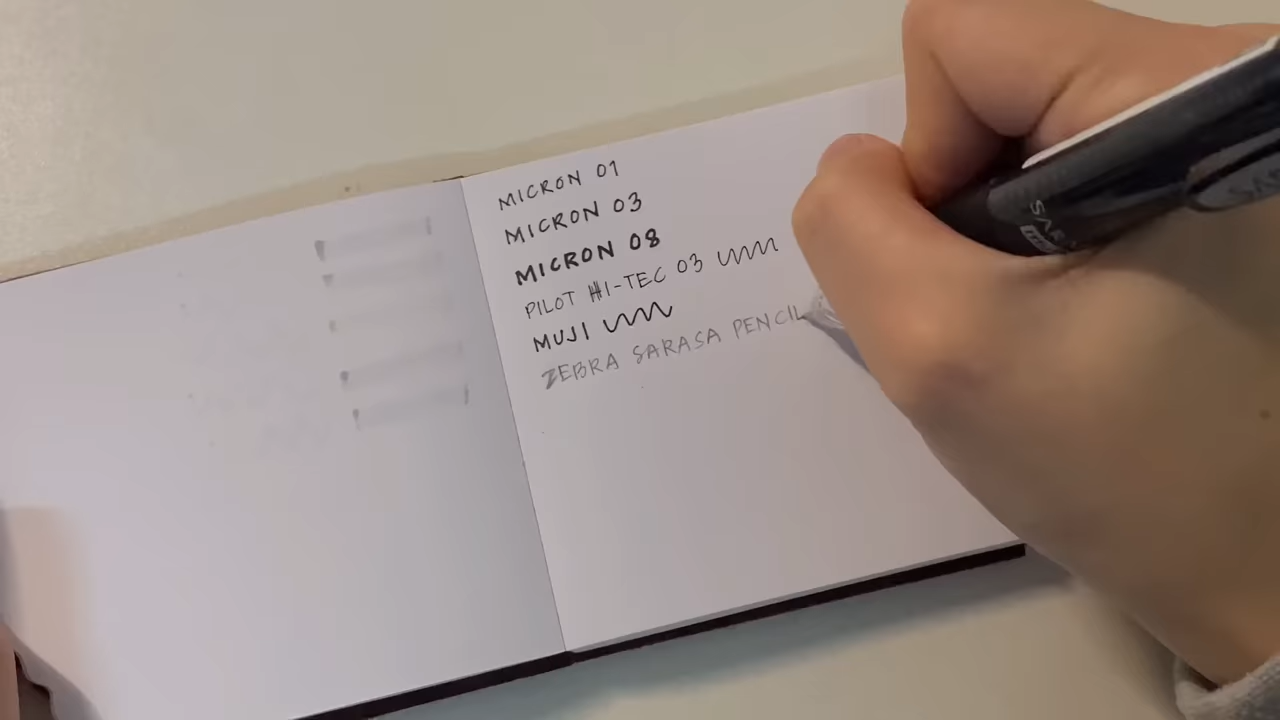 MICRON 01
MICRON 03
MICRON 08
PILOT HI-TEC 03
MUJI
ZEBRA SARASA PENCIL